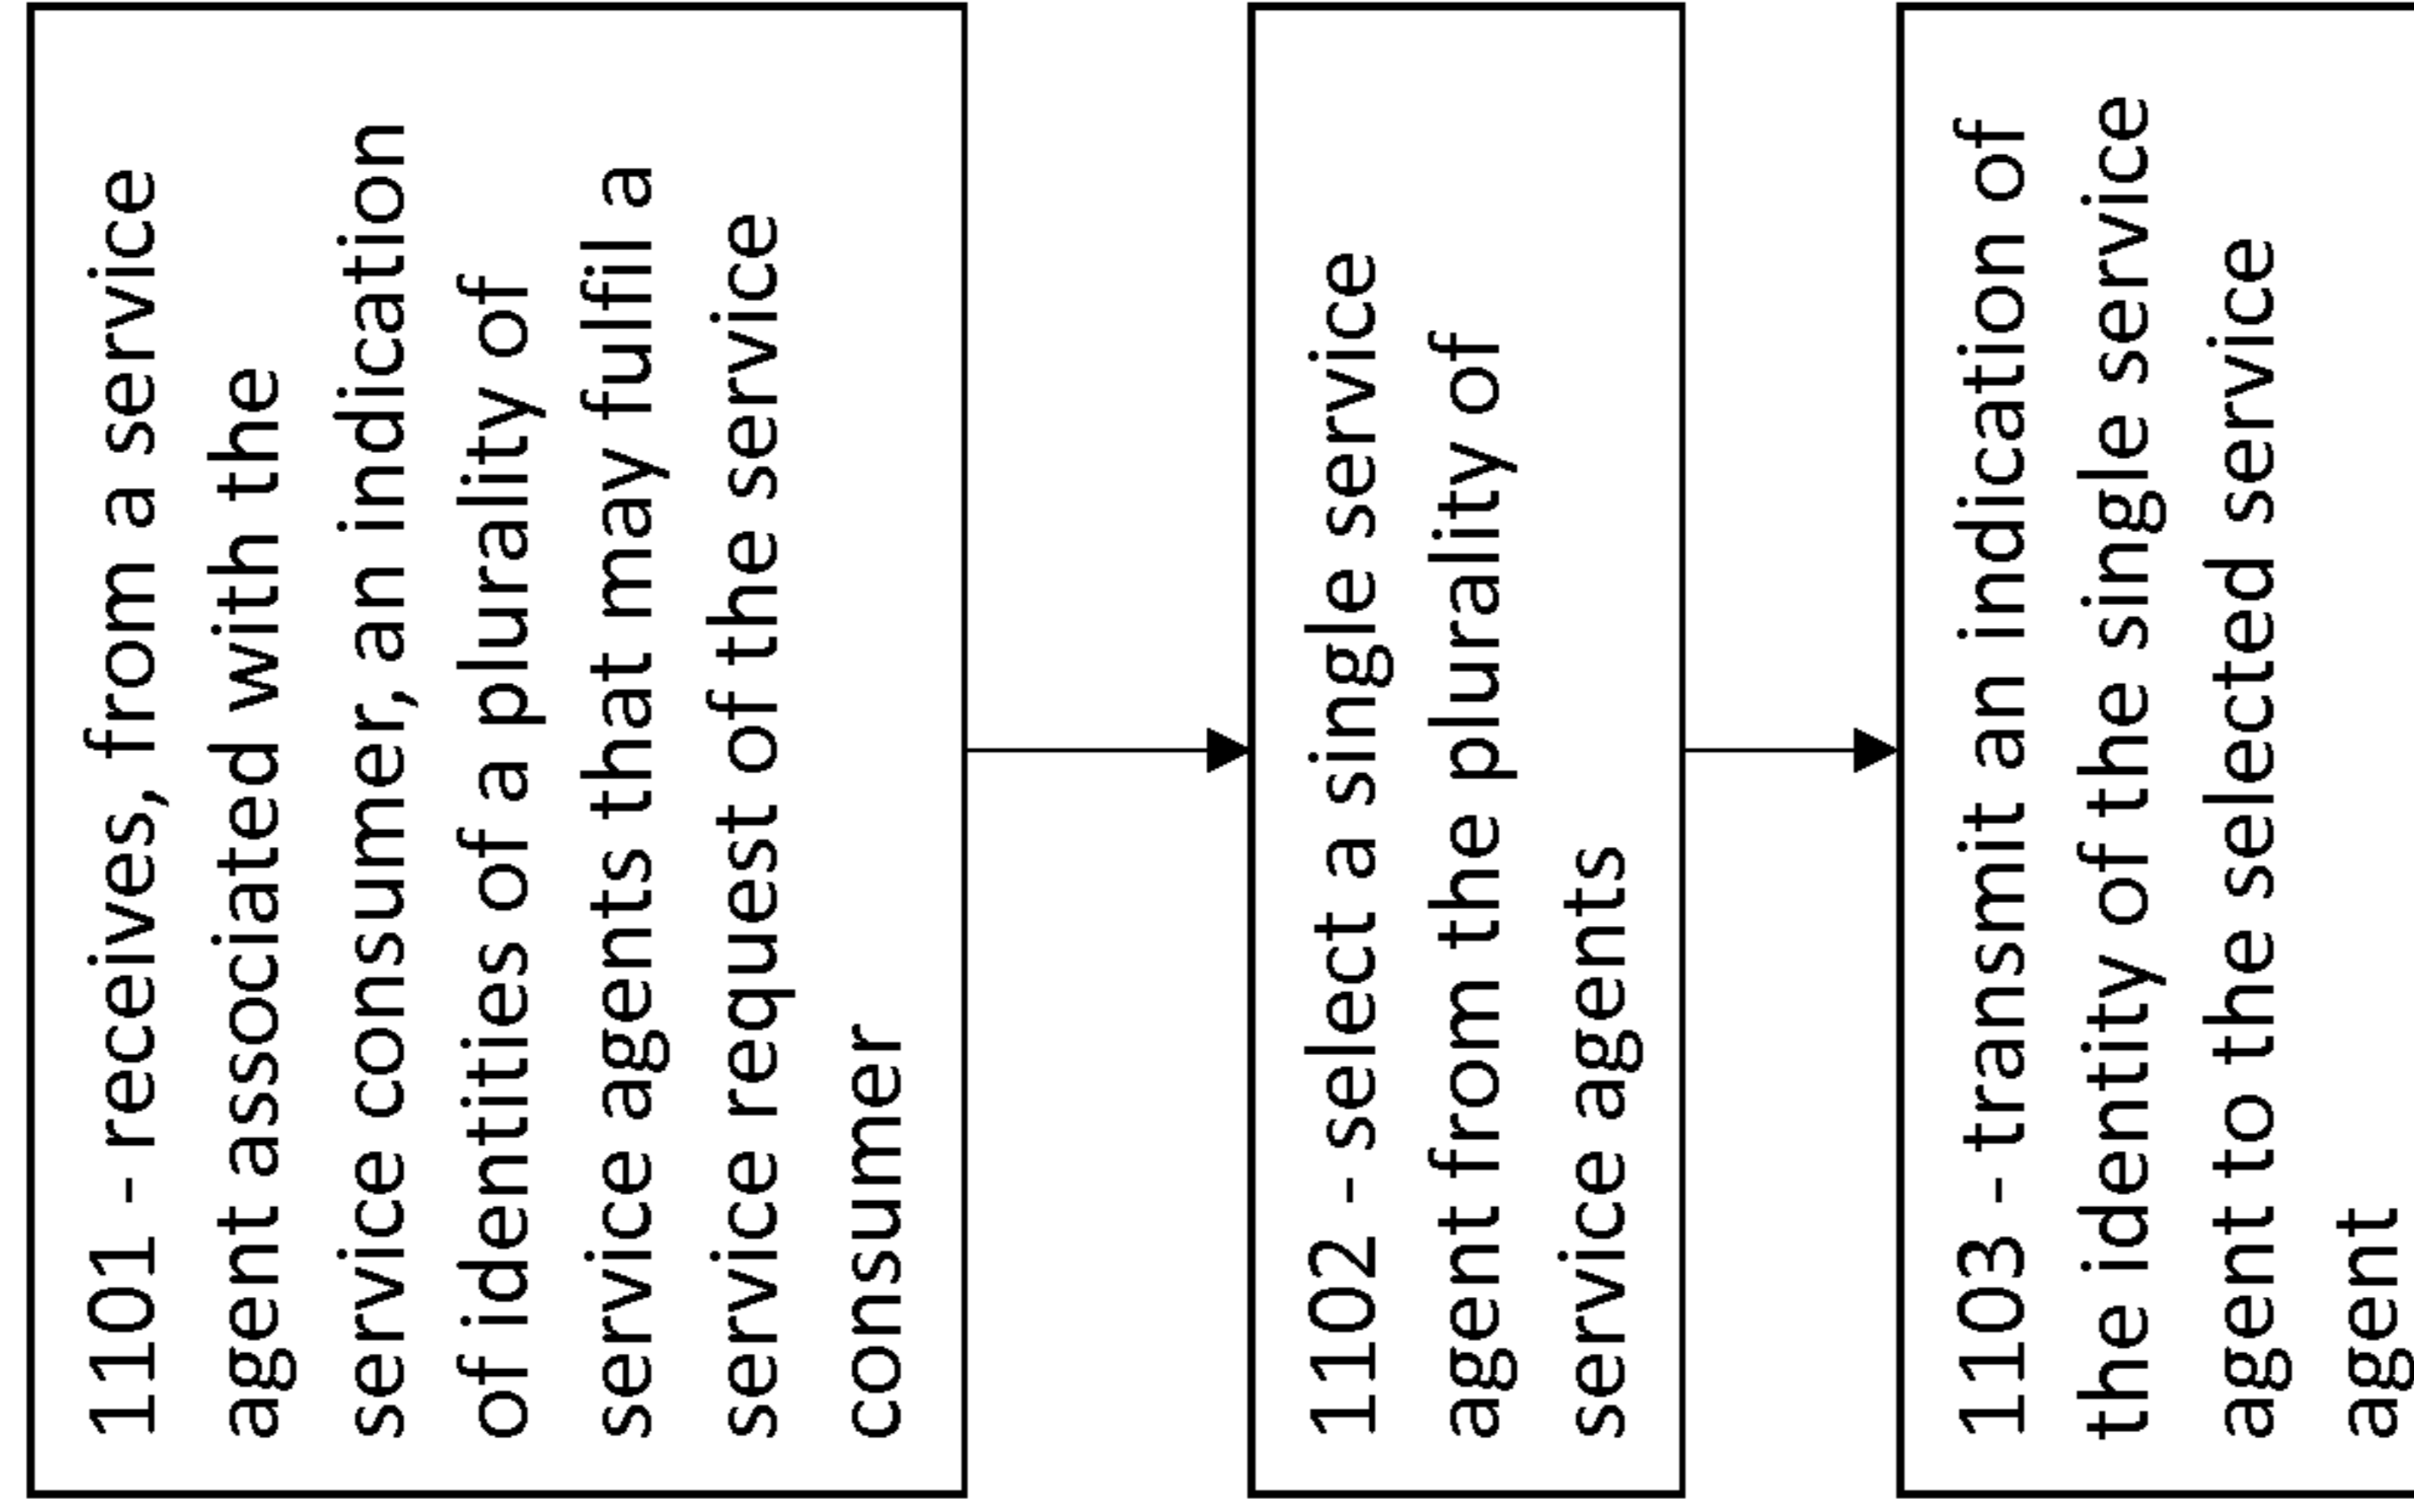 1101 - receives, from a service
agent associated with the
service consumer, an indication
of identities of a plurality of
service agents that may fulfil a
service request of the service
consumer
1102 - select a single service
agent from the plurality of
service agents
1103 - transmit an indication of
the identity of the single service
agent to the selected service
agent